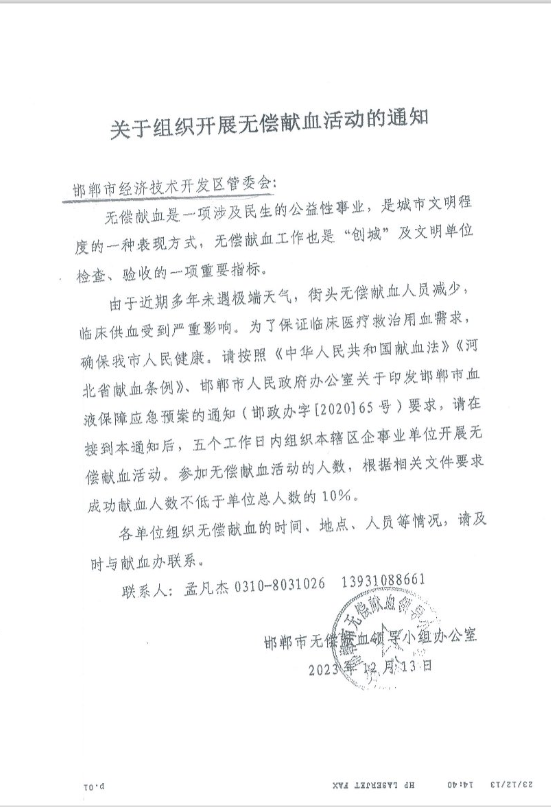 关于组织开展无偿献血活动的通知
邯郸市经济技术开发区管委会：
无偿献血是一项涉及民生的公益性事业，是城市文明程
度的一种表现方式，无偿献血工作也是“创城”及文明单位
检查、验收的一项重要指标。
由于近期多年未遇极端天气，街头无偿献血人员减少，
临床供血受到严重影响。为了保证临床医疗救治用血需求，
确保我市人民健康。请按照《中华人民共和国献血法》《河
北省献血条例》、邯郸市人民政府办公室关于印发邯郸市血
液保障应急预案的通知（邯政办字[2020]65号）要求，请在
接到本通知后，五个工作日内组织本辖区企事业单位开展无
偿献血活动。参加无偿献血活动的人数，根据相关文件要求
成功献血人数不低于单位总人数的10%。
各单位组织无偿献血的时间、地点、人员等情况，请及
时与献血办联系。
联系人：孟凡杰 0310-8031026 13931088661
邯郸市无偿献血领导小组办公室
2023年12月13日
23/12/13 14:40 HP LASERJET FAX p.01